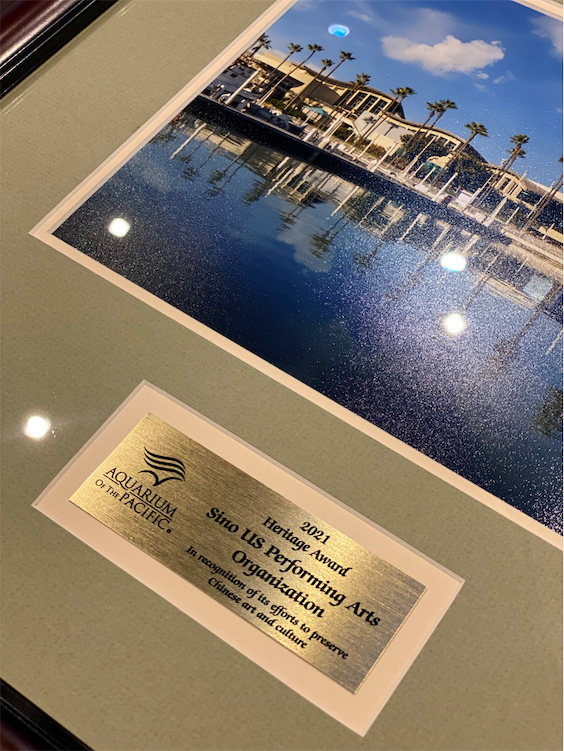 AQUARIUM
OF THE
PACIFIC®
2021
Heritage Award
Sino US Performing Arts
Organization
In recognition of its efforts to preserve
Chinese art and culture